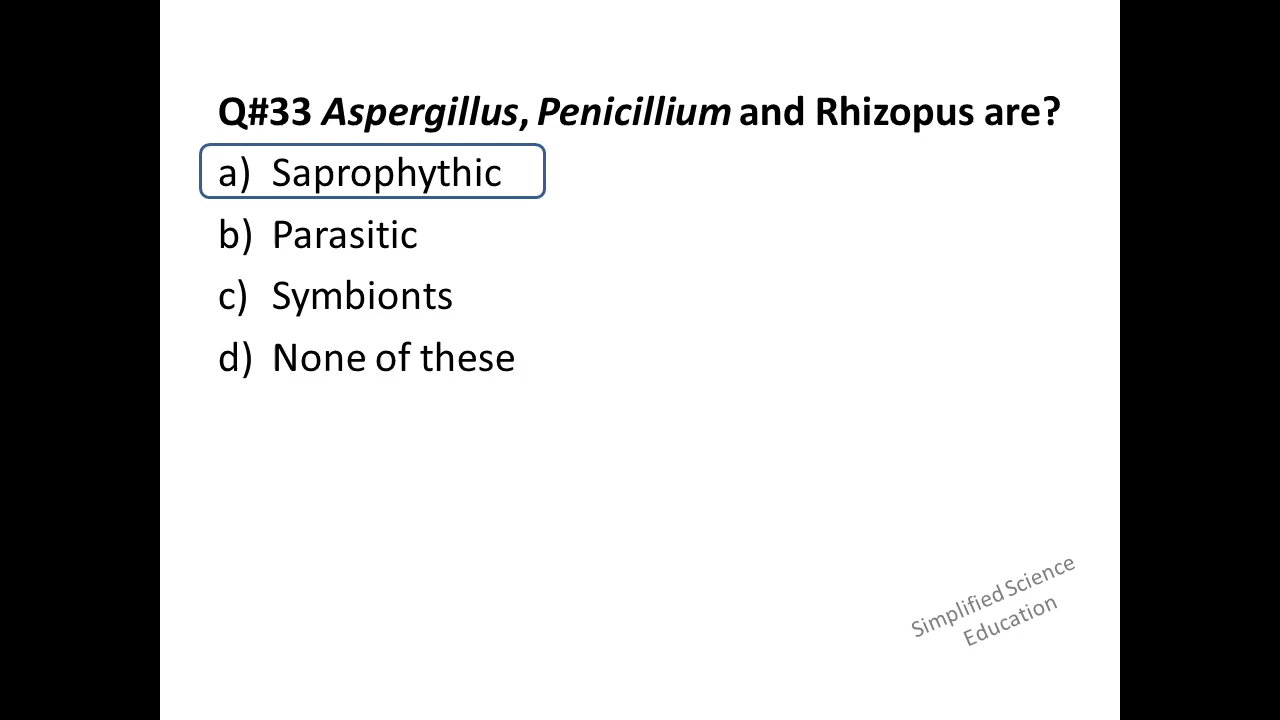 Q#33 Aspergillus, Penicillium and Rhizopus are?
a) Saprophythic
b) Parasitic
c) Symbionts
d) None of these
Simplified Science
Education